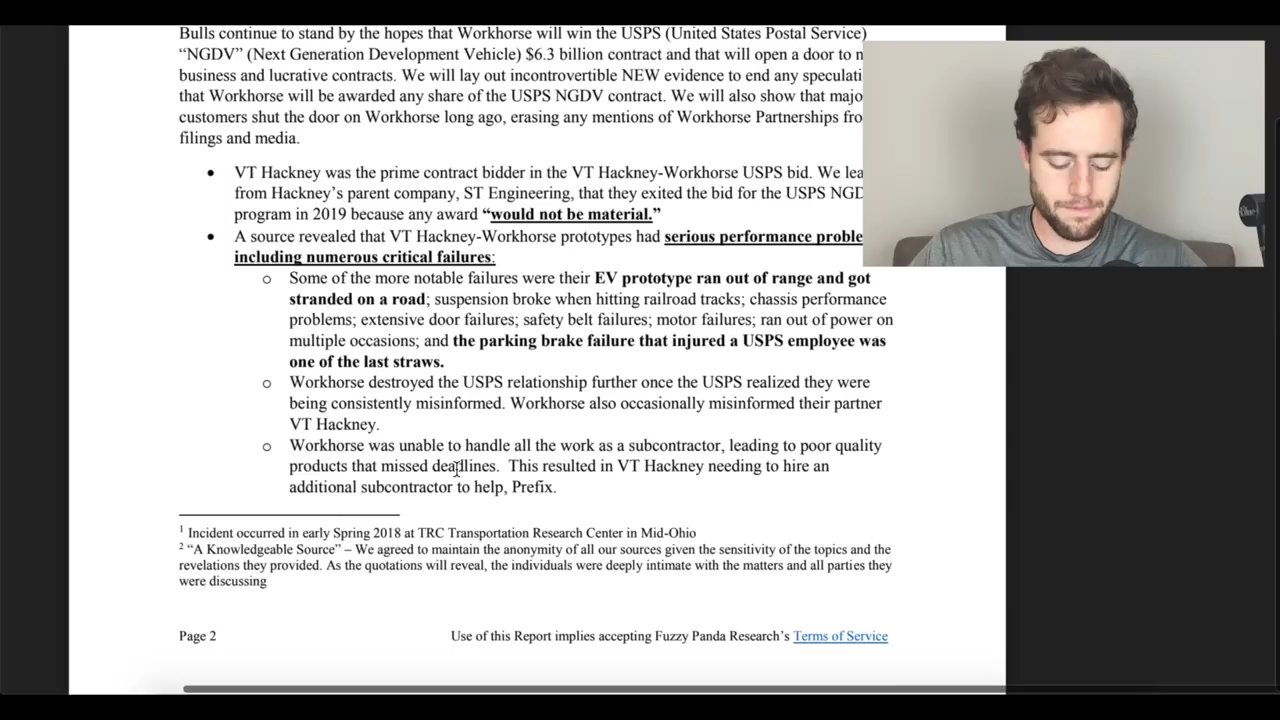 Bulls continue to stand by the hopes that Workhorse will win the USPS (United States Postal Service)
“NGDV” (Next Generation Development Vehicle) $6.3 billion contract and that will open a door to
business and lucrative contracts. We will lay out incontrovertible NEW evidence to end any
that Workhorse will be awarded any share of the USPS NGDV contract. We will also show that
customers shut the door on Workhorse long ago, erasing any mentions of Workhorse Partnerships
filings and media.
• VT Hackney was the prime contract bidder in the VT Hackney-Workhorse USPS bid. We
from Hackney’s parent company, ST Engineering, that they exited the bid for the USPS
program in 2019 because any award “would not be material.”
• A source revealed that VT Hackney-Workhorse prototypes had serious performance
including numerous critical failures:
o Some of the more notable failures were their EV prototype ran out of range and got
stranded on a road; suspension broke when hitting railroad tracks; chassis performance
problems; extensive door failures; safety belt failures; motor failures; ran out of power on
multiple occasions; and the parking brake failure that injured a USPS employee was
one of the last straws.
o Workhorse destroyed the USPS relationship further once the USPS realized they were
being consistently misinformed. Workhorse also occasionally misinformed their partner
VT Hackney.
o Workhorse was unable to handle all the work as a subcontractor, leading to poor quality
products that missed deadlines. This resulted in VT Hackney needing to hire an
additional subcontractor to help, Prefix.
1 Incident occurred in early Spring 2018 at TRC Transportation Research Center in Mid-Ohio
2 “A Knowledgeable Source” – We agreed to maintain the anonymity of all our sources given the sensitivity of the topics and the
revelations they provided. As the quotations will reveal, the individuals were deeply intimate with the matters and all parties they
were discussing
Page 2 Use of this Report implies accepting Fuzzy Panda Research’s Terms of Service